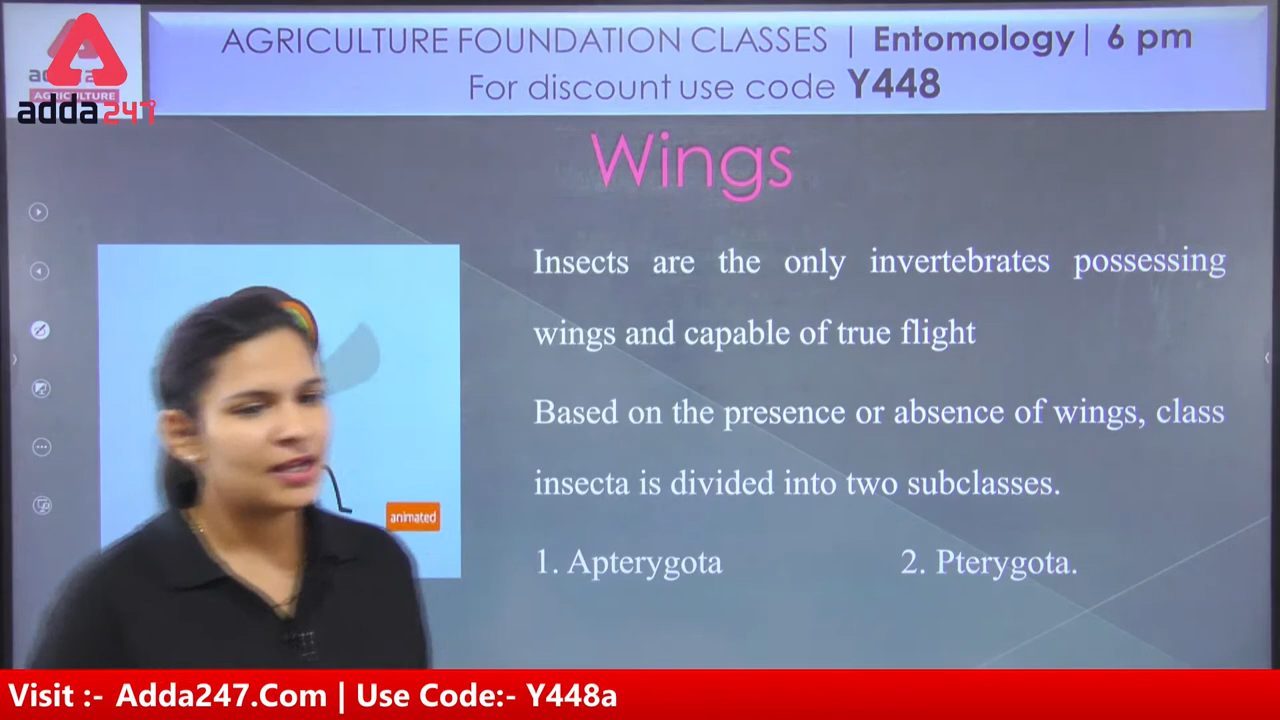 AGRICULTURE FOUNDATION CLASSES | Entomology| 6 pm
For discount use code Y448
AGRICULTURE
adda247
Wings
Insects are the only invertebrates possessing
wings and capable of true flight
Based on the presence or absence of wings, class
insecta is divided into two subclasses.
animated
1. Apterygota 2. Pterygota.
Visit :- Adda247.Com | Use Code:- Y448a